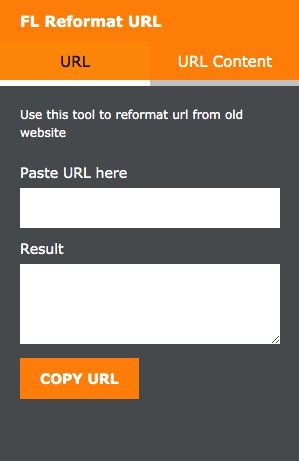 FL Reformat URL
URL
URL Content
Use this tool to reformat url from old
website
Paste URL here
Result
COPY URL